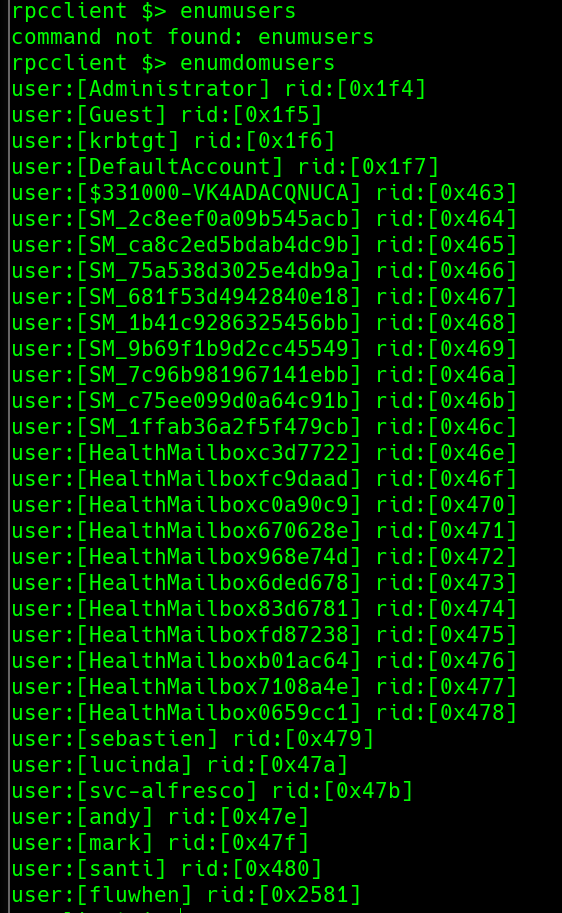 rpcclient $> enumusers
command not found: enumusers
rpcclient $> enumdomusers
user:[Administrator] rid:[0x1f4]
user:[Guest] rid:[0x1f5]
user:[krbtgt] rid:[0x1f6]
user:[DefaultAccount] rid:[0x1f7]
user:[$331000-VK4ADACQNUCA] rid:[0x463]
user:[SM_2c8eef0a09b545acb] rid:[0x464]
user:[SM_ca8c2ed5bdab4dc9b] rid:[0x465]
user:[SM_75a538d3025e4db9a] rid:[0x466]
user:[SM_681f53d4942840e18] rid:[0x467]
user:[SM_1b41c9286325456bb] rid:[0x468]
user:[SM_9b69f1b9d2cc45549] rid:[0x469]
user:[SM_7c96b981967141ebb] rid:[0x46a]
user:[SM_c75ee099d0a64c91b] rid:[0x46b]
user:[SM_1ffab36a2f5f479cb] rid:[0x46c]
user:[HealthMailboxc3d7722] rid:[0x46e]
user:[HealthMailboxfc9daad] rid:[0x46f]
user:[HealthMailboxc0a90c9] rid:[0x470]
user:[HealthMailbox670628e] rid:[0x471]
user:[HealthMailbox968e74d] rid:[0x472]
user:[HealthMailbox6ded678] rid:[0x473]
user:[HealthMailbox83d6781] rid:[0x474]
user:[HealthMailboxfd87238] rid:[0x475]
user:[HealthMailboxb01ac64] rid:[0x476]
user:[HealthMailbox7108a4e] rid:[0x477]
user:[HealthMailbox0659cc1] rid:[0x478]
user:[sebastien] rid:[0x479]
user:[lucinda] rid:[0x47a]
user:[svc-alfresco] rid:[0x47b]
user:[andy] rid:[0x47e]
user:[mark] rid:[0x47f]
user:[santi] rid:[0x480]
user:[fluwhen] rid:[0x2581]